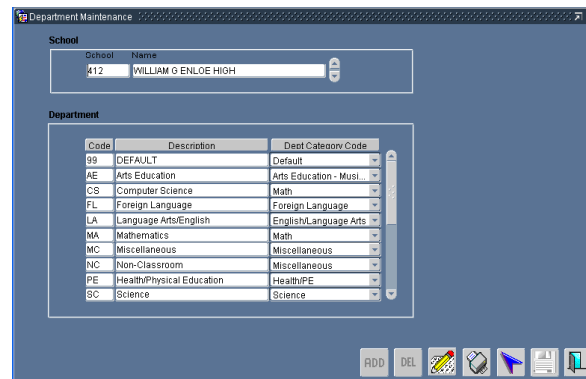 Department Maintenance
School
School Name
412 WILLIAM G ENLOE HIGH
Department
Code Description Dept Category Code
99 DEFAULT Default
AE Arts Education Arts Education - Musi...
CS Computer Science Math
FL Foreign Language Foreign Language
LA Language Arts/English English/Language Arts
MA Mathematics Math
MC Miscellaneous Miscellaneous
NC Non-Classroom Miscellaneous
PE Health/Physical Education Health/PE
SC Science Science
ADD DEL